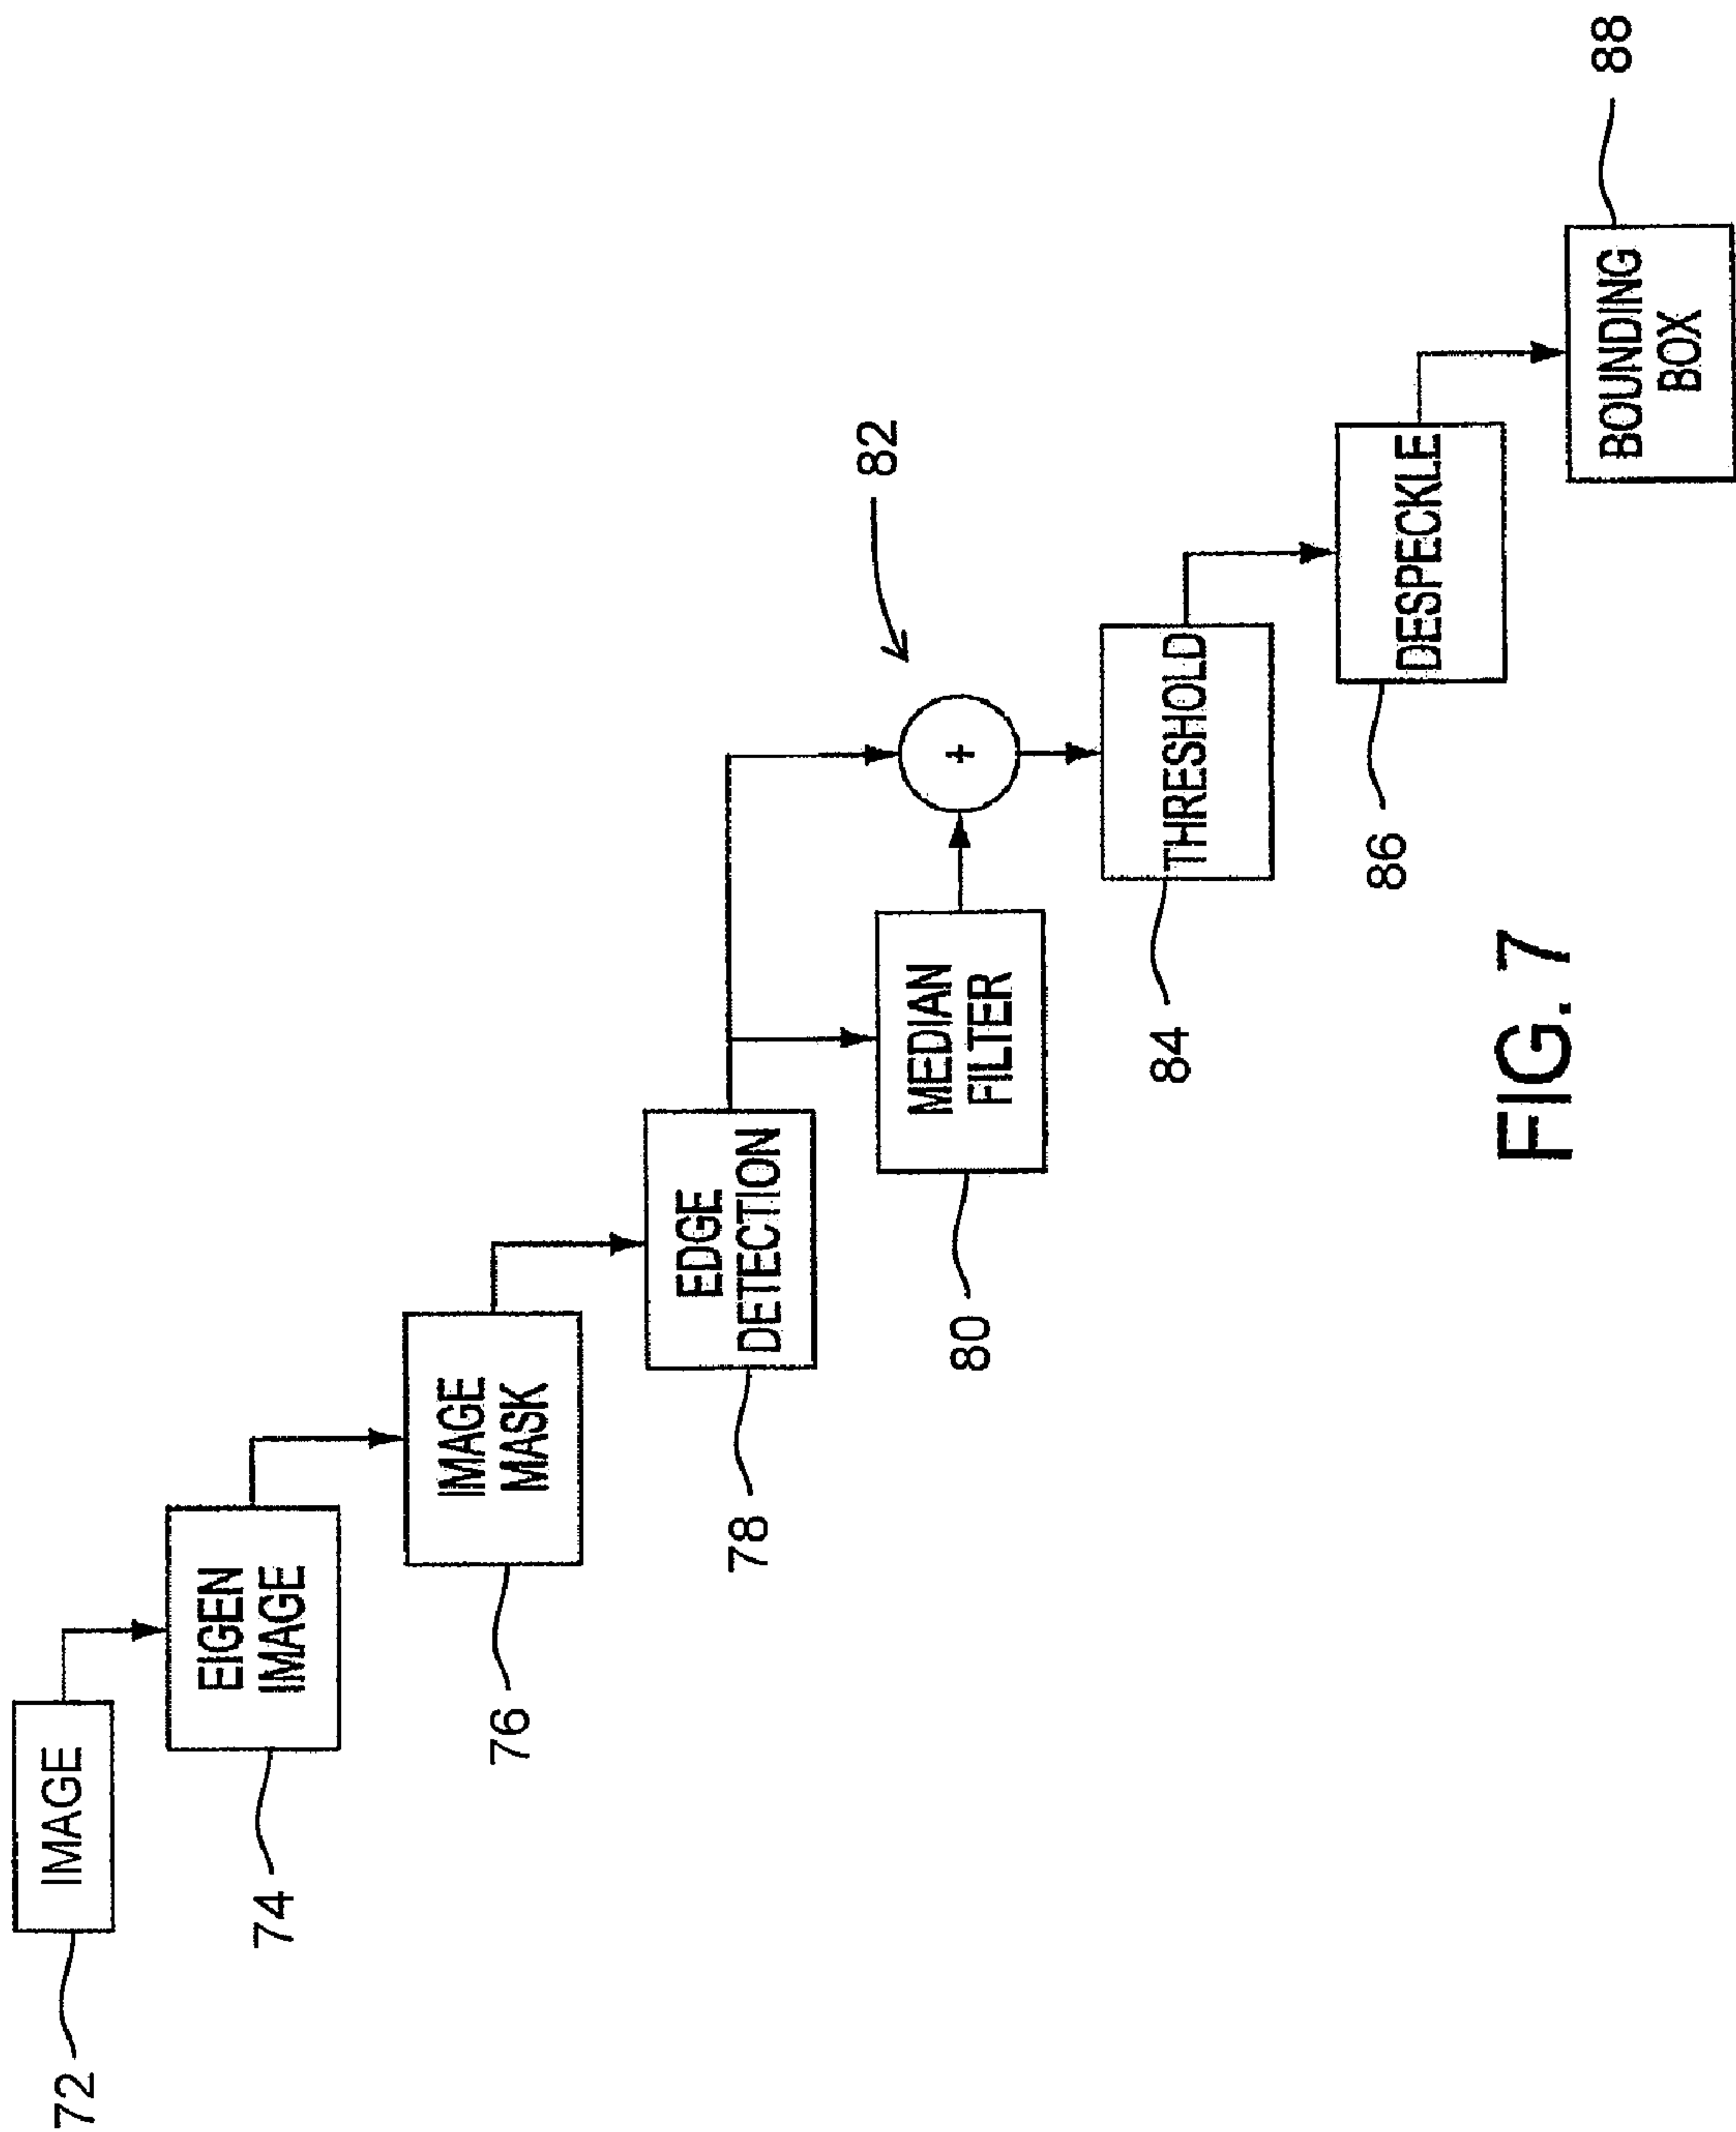 72
IMAGE
74
EIGEN
IMAGE
76
IMAGE
MASK
78
EDGE
DETECTION
80
MEDIAN
FILTER
82
+
84
THRESHOLD
86
DESPECKLE
88
BOUNDING
BOX
FIG. 7